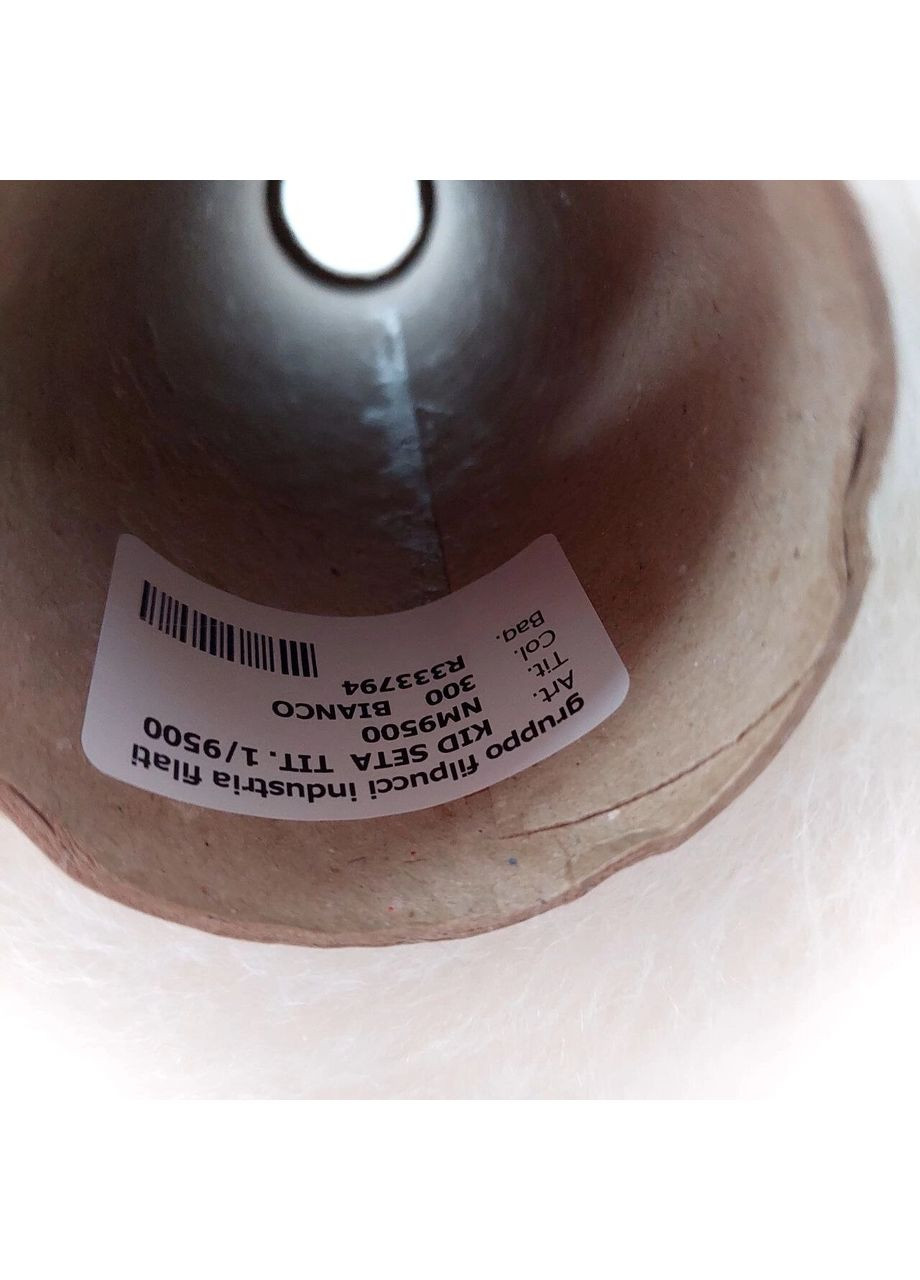 gruppo filpucci industria filati
Art. KID SETA TIT. 1/9500
Tit. NM9500
Col. 300 BIANCO
Bag. R333794